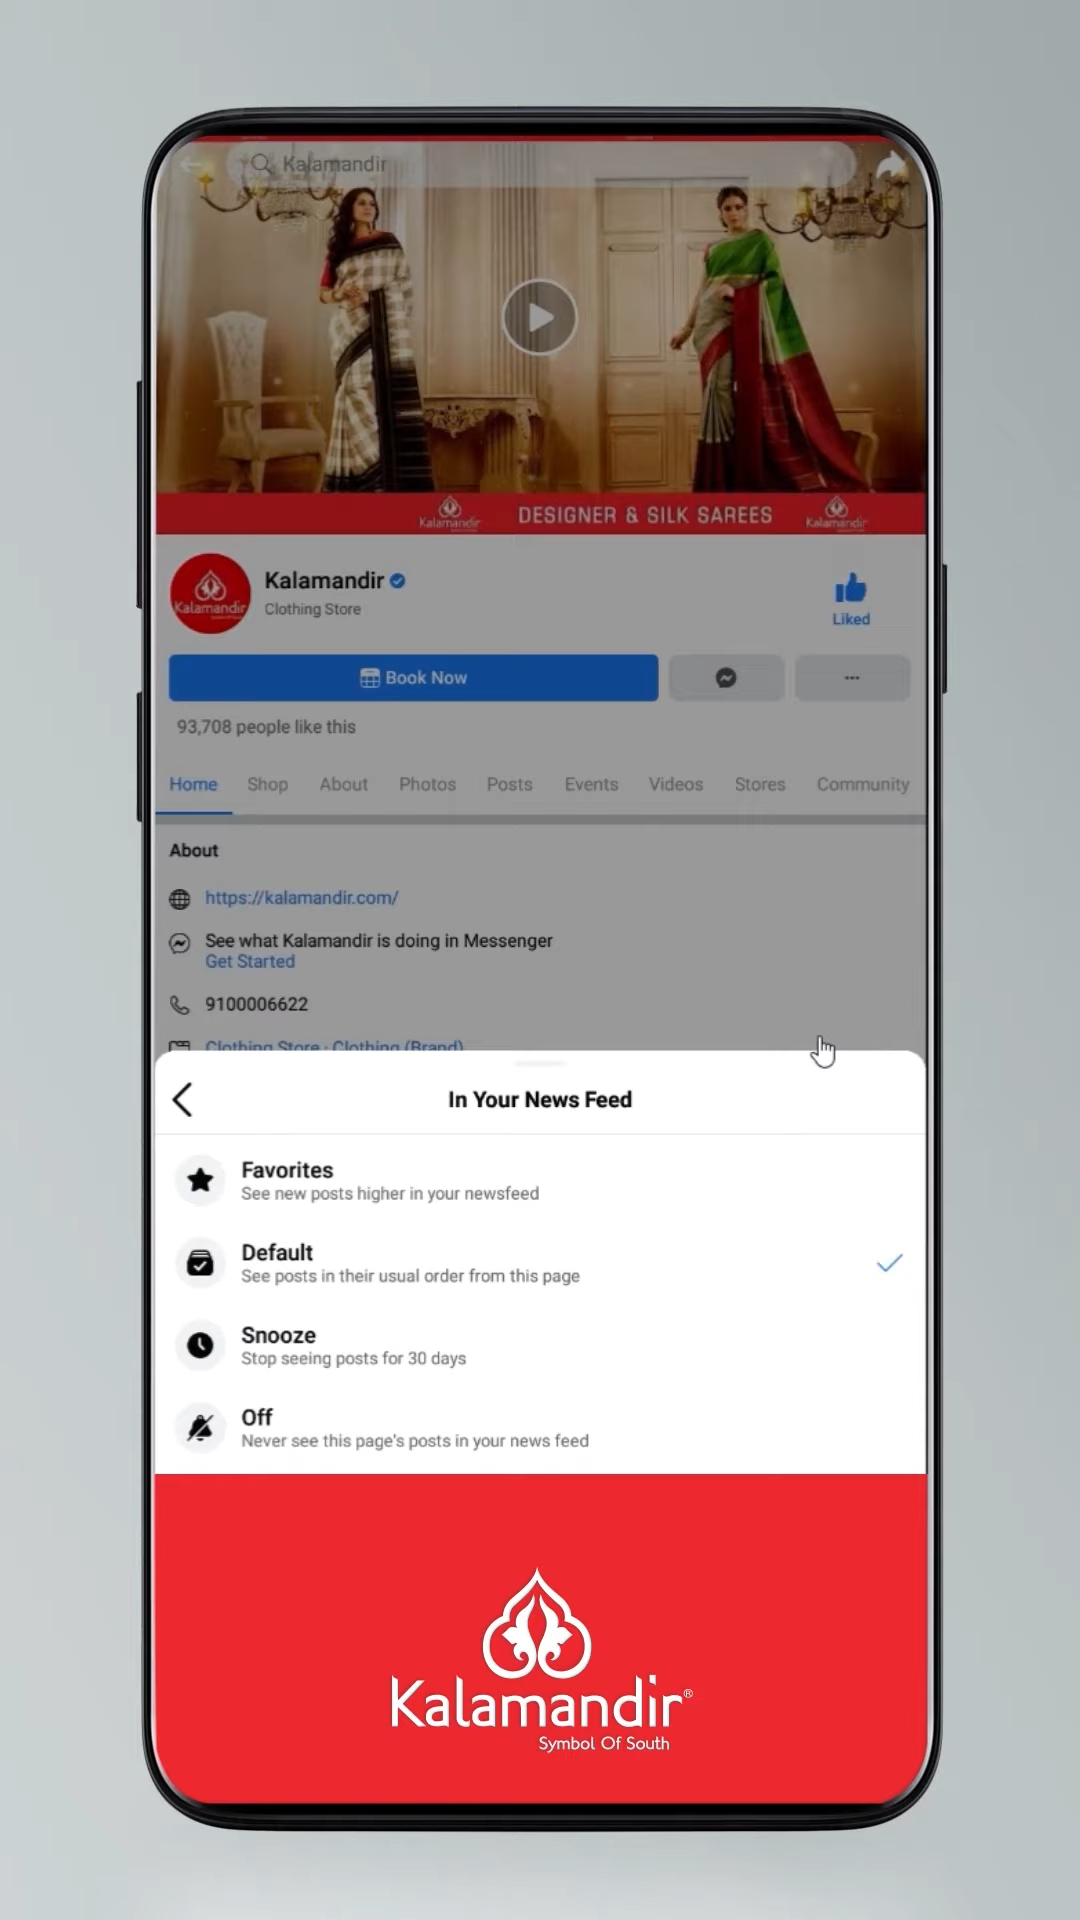 Kalamandir
Kalamandir
DESIGNER & SILK SAREES
Kalamandir
Kalamandir
Kalamandir
Clothing Store
Liked
Book Now
93,708 people like this
Home
Shop
About
Photos
Posts
Events
Videos
Stores
Community
About
https://kalamandir.com/
See what Kalamandir is doing in Messenger
Get Started
9100006622
Clothing Store · Clothing (Brand)
In Your News Feed
Favorites
See new posts higher in your newsfeed
Default
See posts in their usual order from this page
Snooze
Stop seeing posts for 30 days
Off
Never see this page's posts in your news feed
Kalamandir®
Symbol Of South